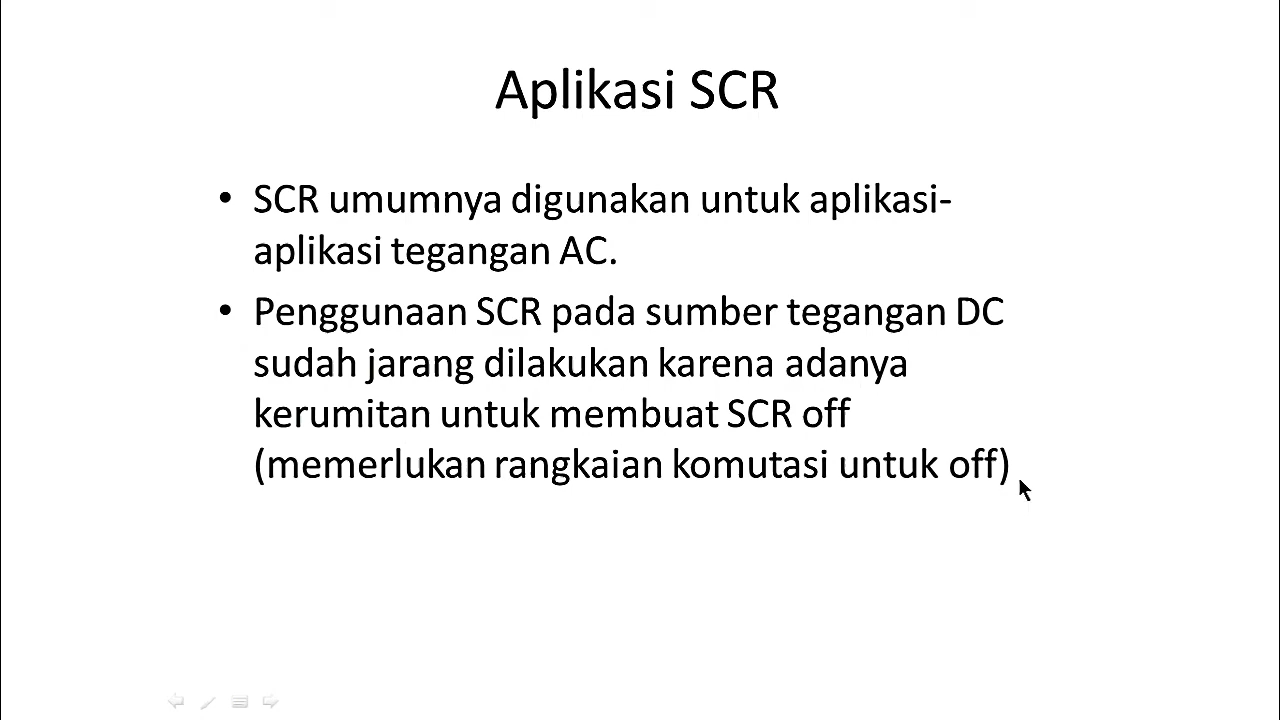 Aplikasi SCR
• SCR umumnya digunakan untuk aplikasi-
aplikasi tegangan AC.
• Penggunaan SCR pada sumber tegangan DC
sudah jarang dilakukan karena adanya
kerumitan untuk membuat SCR off
(memerlukan rangkaian komutasi untuk off)